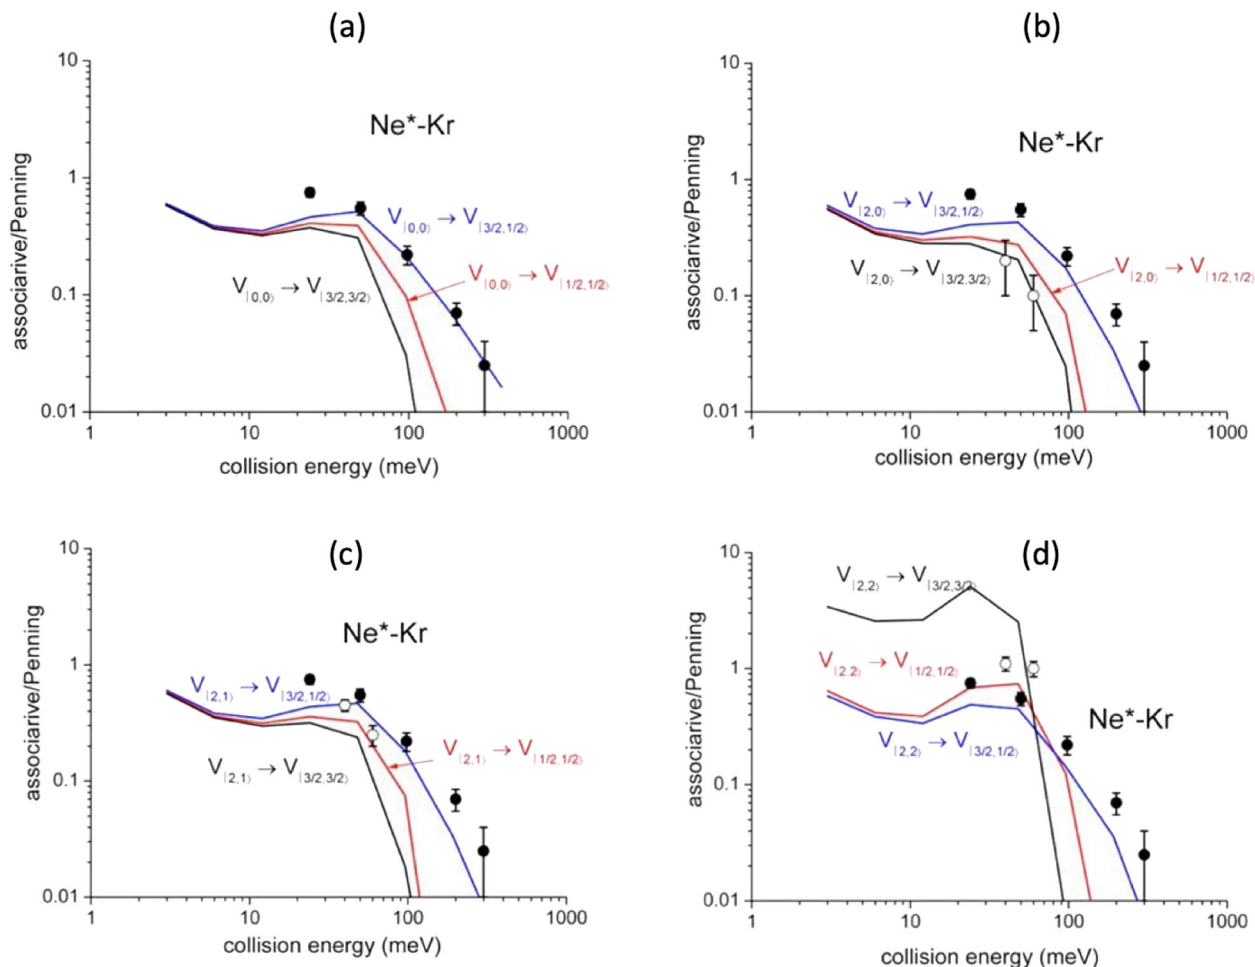 (a)
10
1
0.1
0.01
associarive/Penning
Ne*-Kr
V|0,0⟩ → V|3/2,1/2⟩
V|0,0⟩ → V|1/2,1/2⟩
V|0,0⟩ → V|3/2,3/2⟩
1 10 100 1000
collision energy (meV)
(b)
10
1
0.1
0.01
associarive/Penning
Ne*-Kr
V|2,0⟩ → V|3/2,1/2⟩
V|2,0⟩ → V|3/2,3/2⟩
V|2,0⟩ → V|1/2,1/2⟩
1 10 100 1000
collision energy (meV)
(c)
10
1
0.1
0.01
associarive/Penning
Ne*-Kr
V|2,1⟩ → V|3/2,1/2⟩
V|2,1⟩ → V|1/2,1/2⟩
V|2,1⟩ → V|3/2,3/2⟩
1 10 100 1000
collision energy (meV)
(d)
10
1
0.1
0.01
associarive/Penning
V|2,2⟩ → V|3/2,3/2⟩
V|2.2⟩ → V|1/2,1/2⟩
Ne*-Kr
V|2,2⟩ → V|3/2,1/2⟩
1 10 100 1000
collision energy (meV)